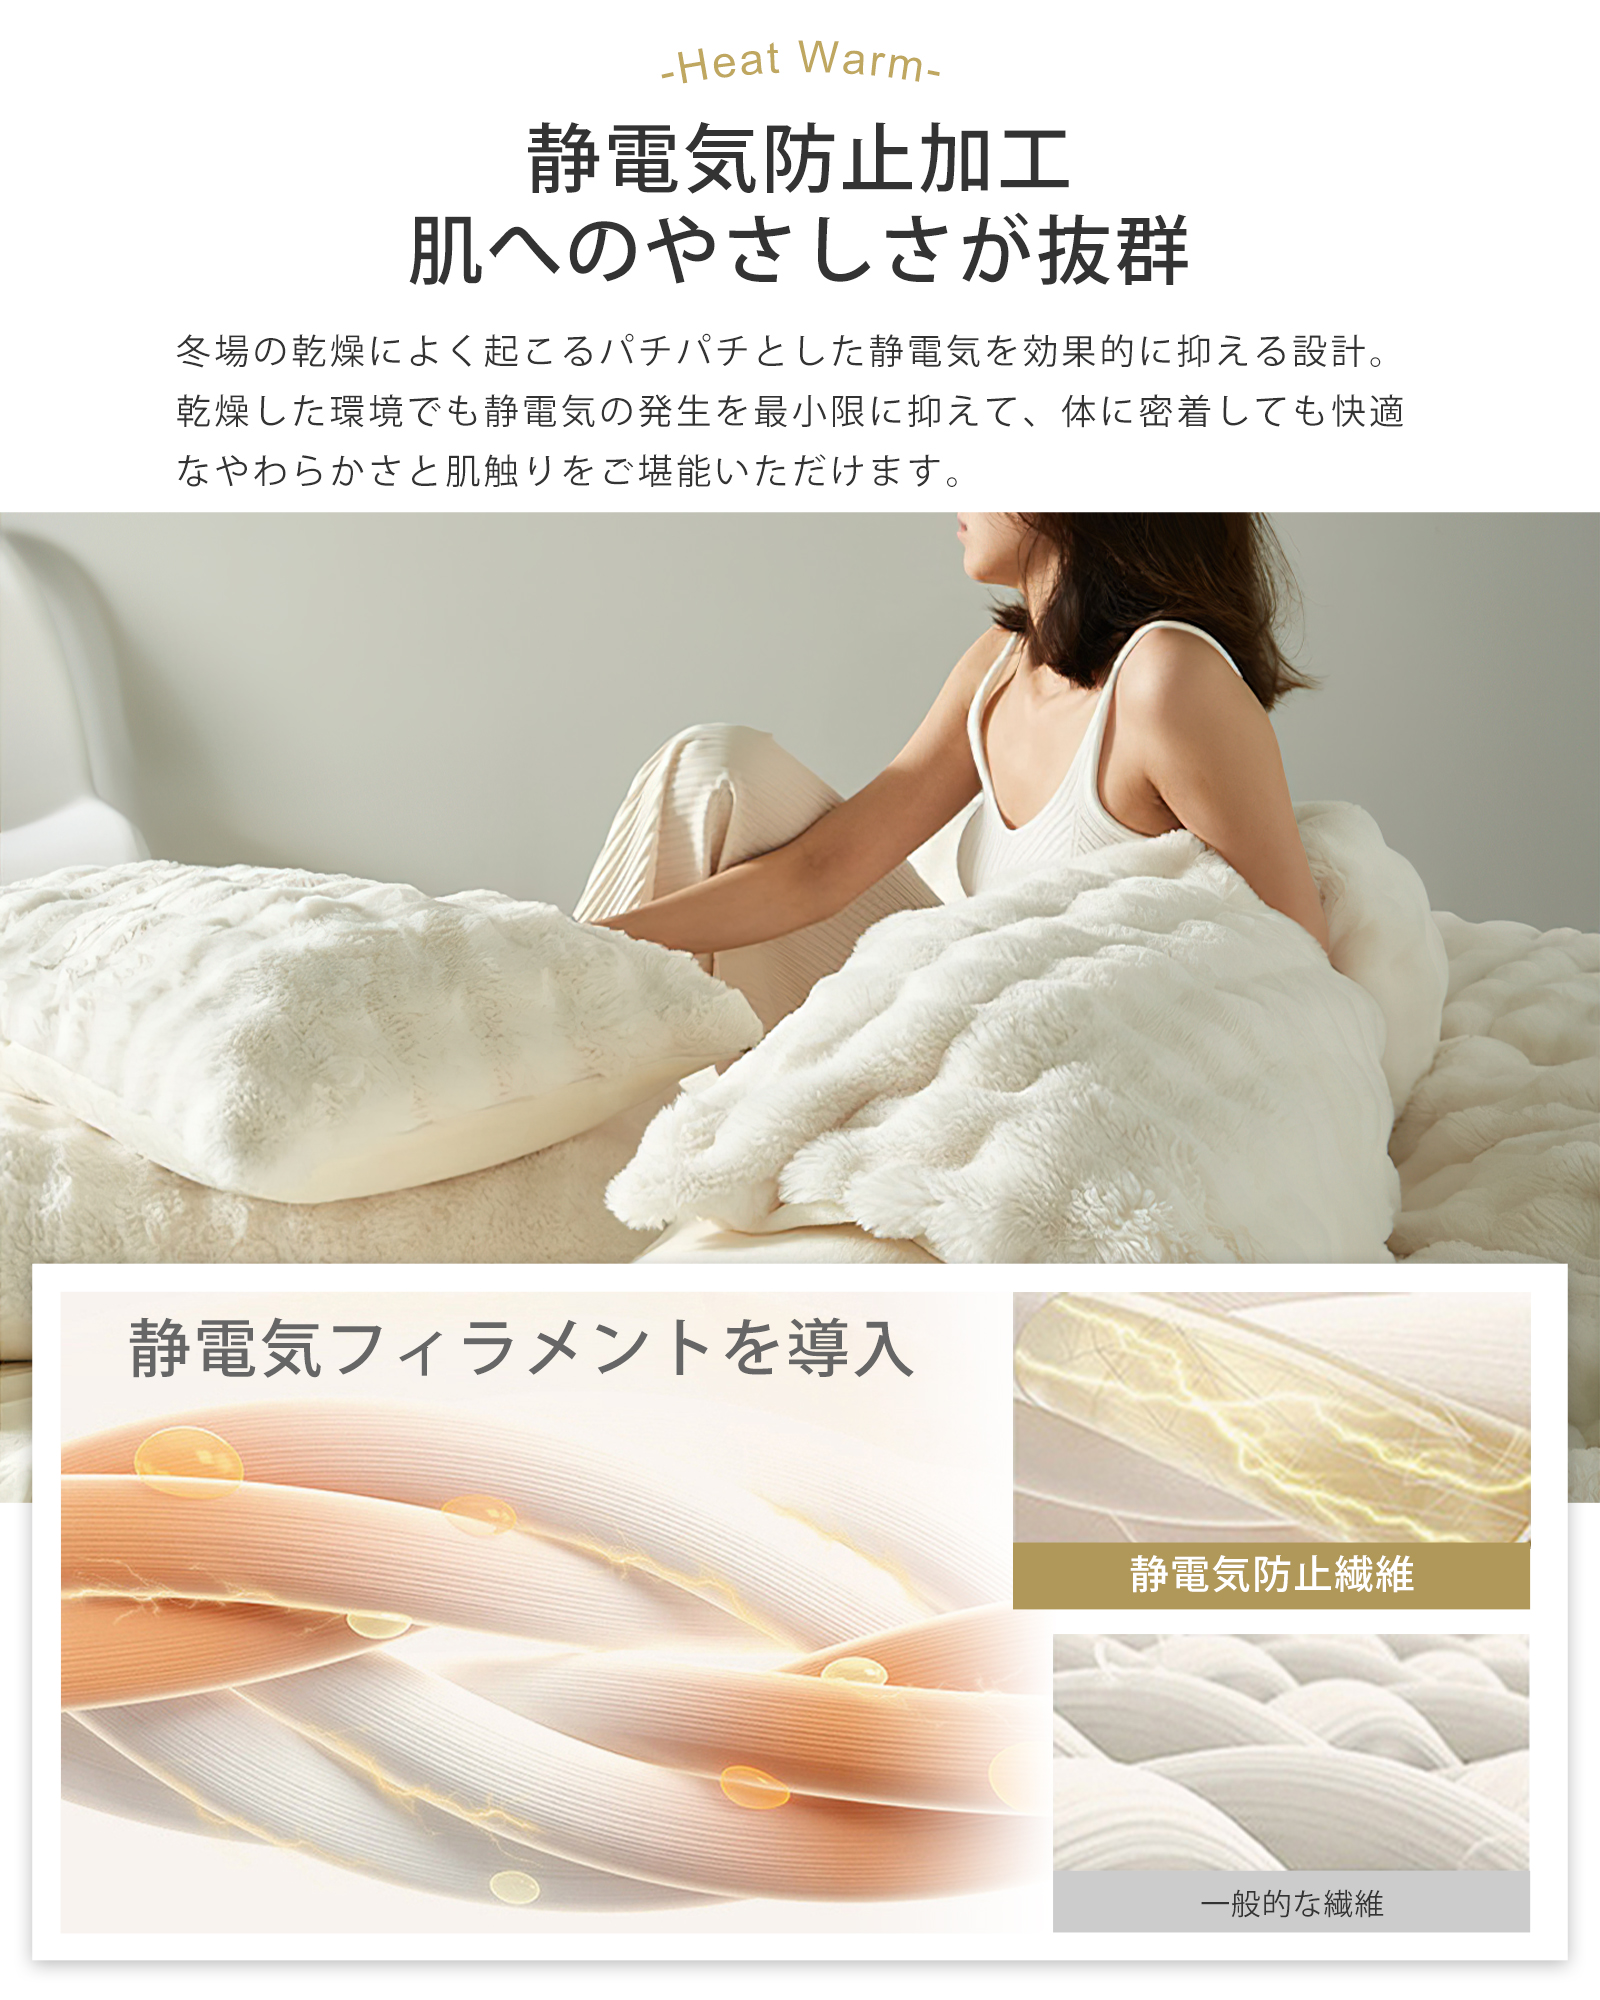 -Heat Warm-
静電気防止加工
肌へのやさしさが抜群
冬場の乾燥によく起こるパチパチとした静電気を効果的に抑える設計。
乾燥した環境でも静電気の発生を最小限に抑えて、体に密着しても快適
なやわらかさと肌触りをご堪能いただけます。
静電気フィラメントを導入
静電気防止繊維
一般的な繊維